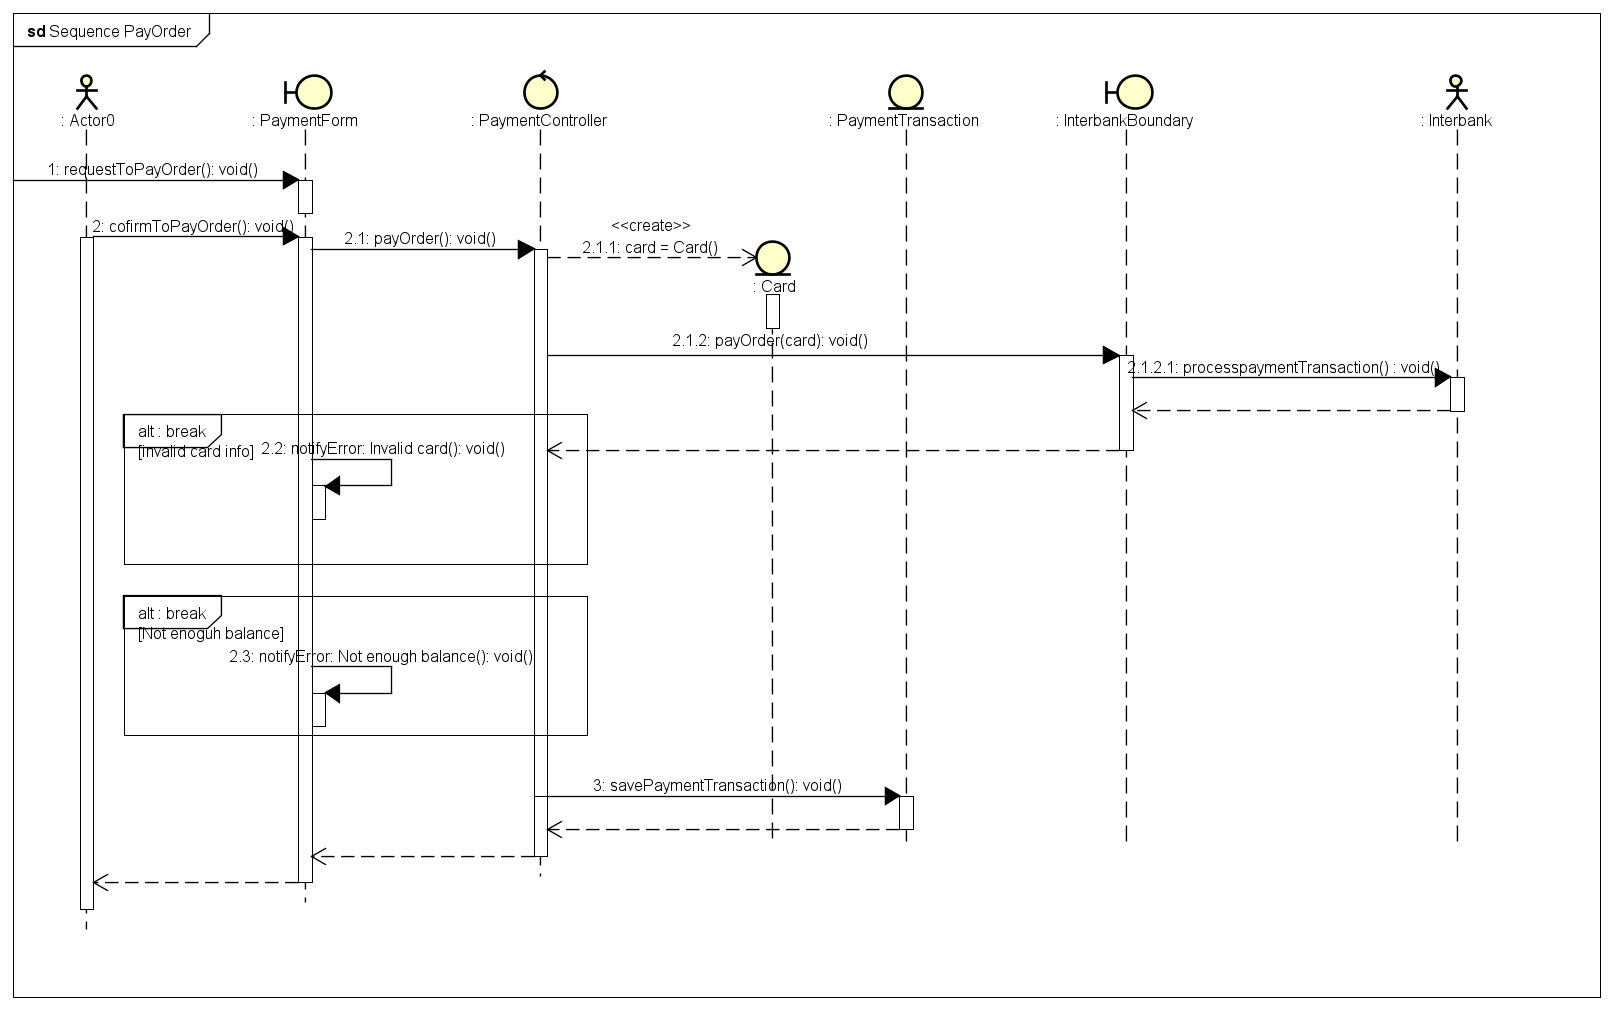 sd Sequence PayOrder
: Actor0
: PaymentForm
: PaymentController
: PaymentTransaction
: InterbankBoundary
: Interbank
1: requestToPayOrder(): void()
2: cofirmToPayOrder(): void()
2.1: payOrder(): void()
<<create>>
2.1.1: card = Card()
: Card
2.1.2: payOrder(card): void()
2.1.2.1: processpaymentTransaction() : void()
alt : break
[invalid card info]
2.2: notifyError: Invalid card(): void()
alt : break
[Not enoguh balance]
2.3: notifyError: Not enough balance(): void()
3: savePaymentTransaction(): void()